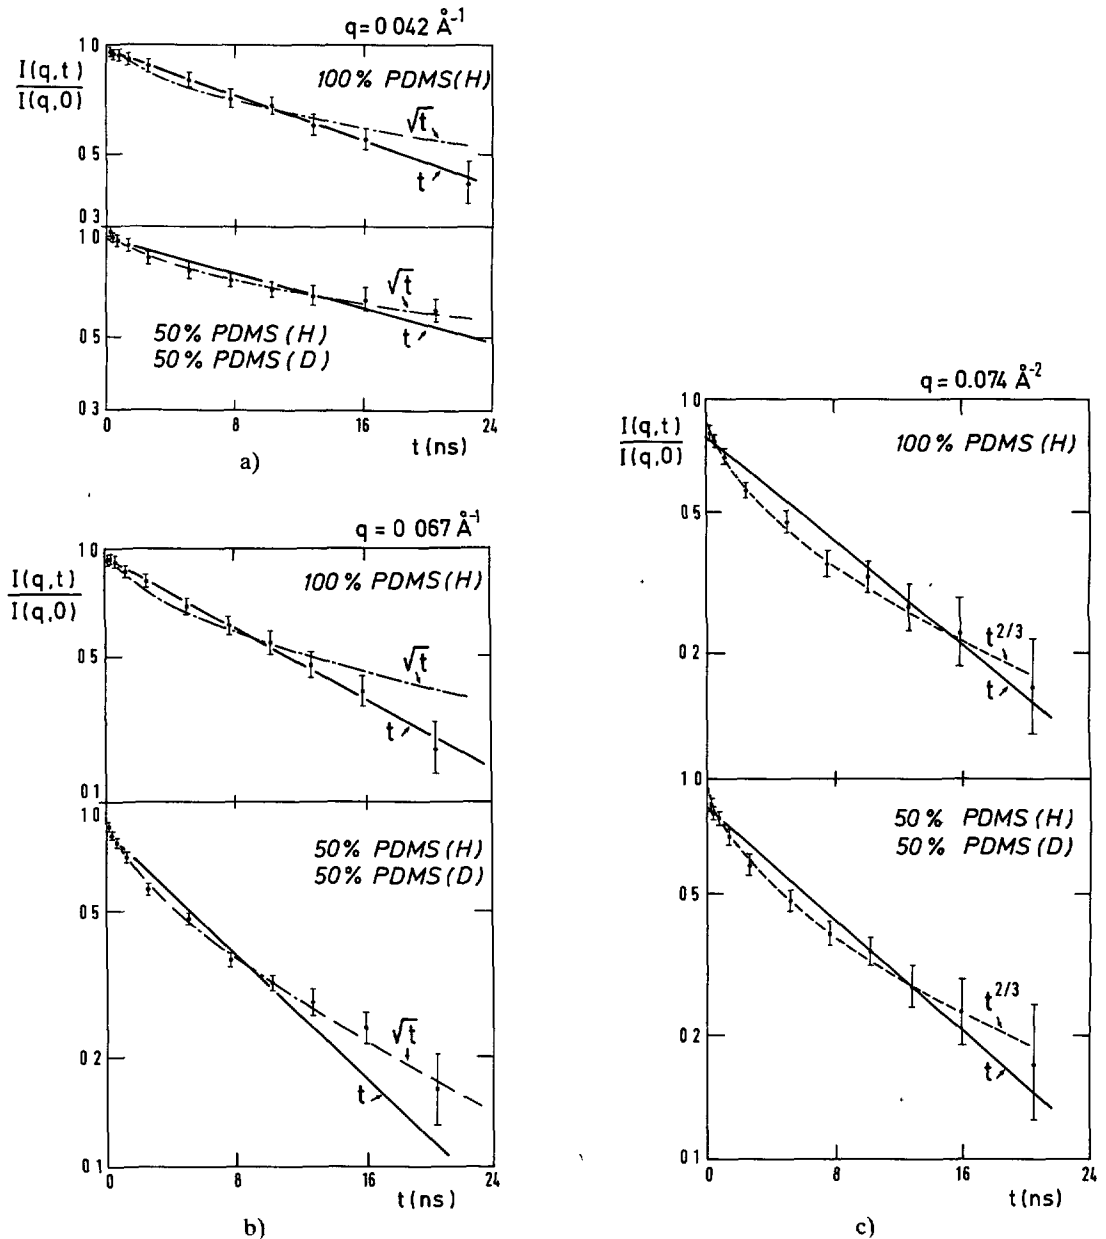 q = 0 042 Å⁻¹
I(q,t)
I(q,0)
1 0
0 5
0 3
100 % PDMS(H)
√t
t
1 0
0 5
0 3
50 % PDMS (H)
50 % PDMS (D)
√t
t
0 8 16 24
t (ns)
a)
q = 0 067 Å⁻¹
I(q,t)
I(q,0)
1 0
0 5
0 1
100 % PDMS(H)
√t
t
1 0
0 5
0 2
0 1
50 % PDMS(H)
50 % PDMS(D)
√t
t
0 8 16 24
t (ns)
b)
q = 0.074 Å⁻²
I(q,t)
I(q,0)
1 0
0 5
0 2
100 % PDMS (H)
t²/³
t
1 0
0 5
0 2
0 1
50 % PDMS (H)
50 % PDMS (D)
t²/³
t
0 8 16 24
t (ns)
c)